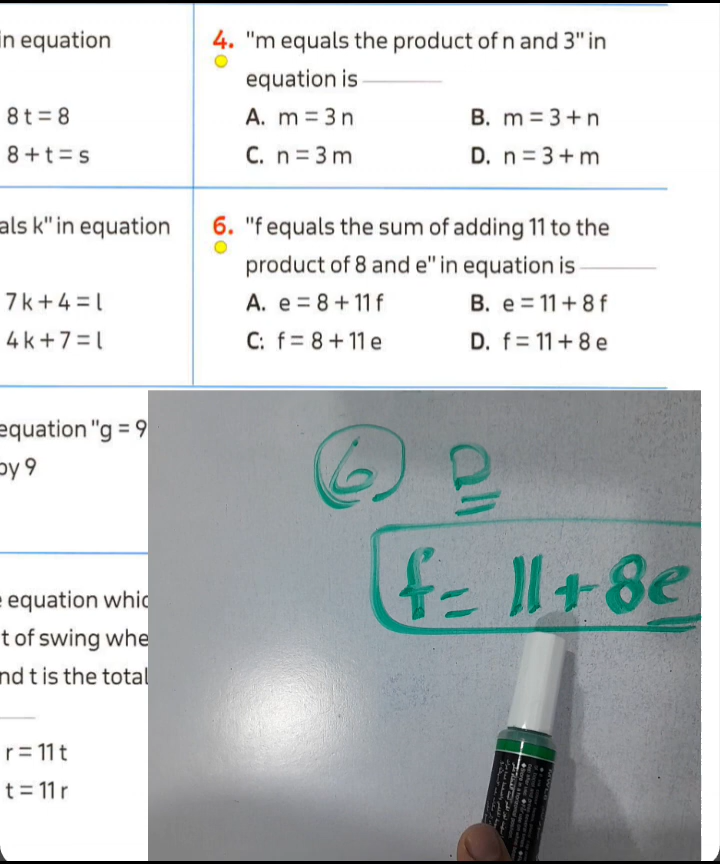 in equation
8 t = 8
8 + t = s
4. "m equals the product of n and 3" in
equation is
A. m = 3 n
B. m = 3 + n
C. n = 3 m
D. n = 3 + m
als k" in equation
7 k + 4 = l
4 k + 7 = l
6. "f equals the sum of adding 11 to the
product of 8 and e" in equation is
A. e = 8 + 11 f
B. e = 11 + 8 f
C: f = 8 + 11 e
D. f = 11 + 8 e
equation "g = 9
by 9
equation whic
t of swing whe
nd t is the total
r = 11 t
t = 11 r
6 D
f = 11 + 8e